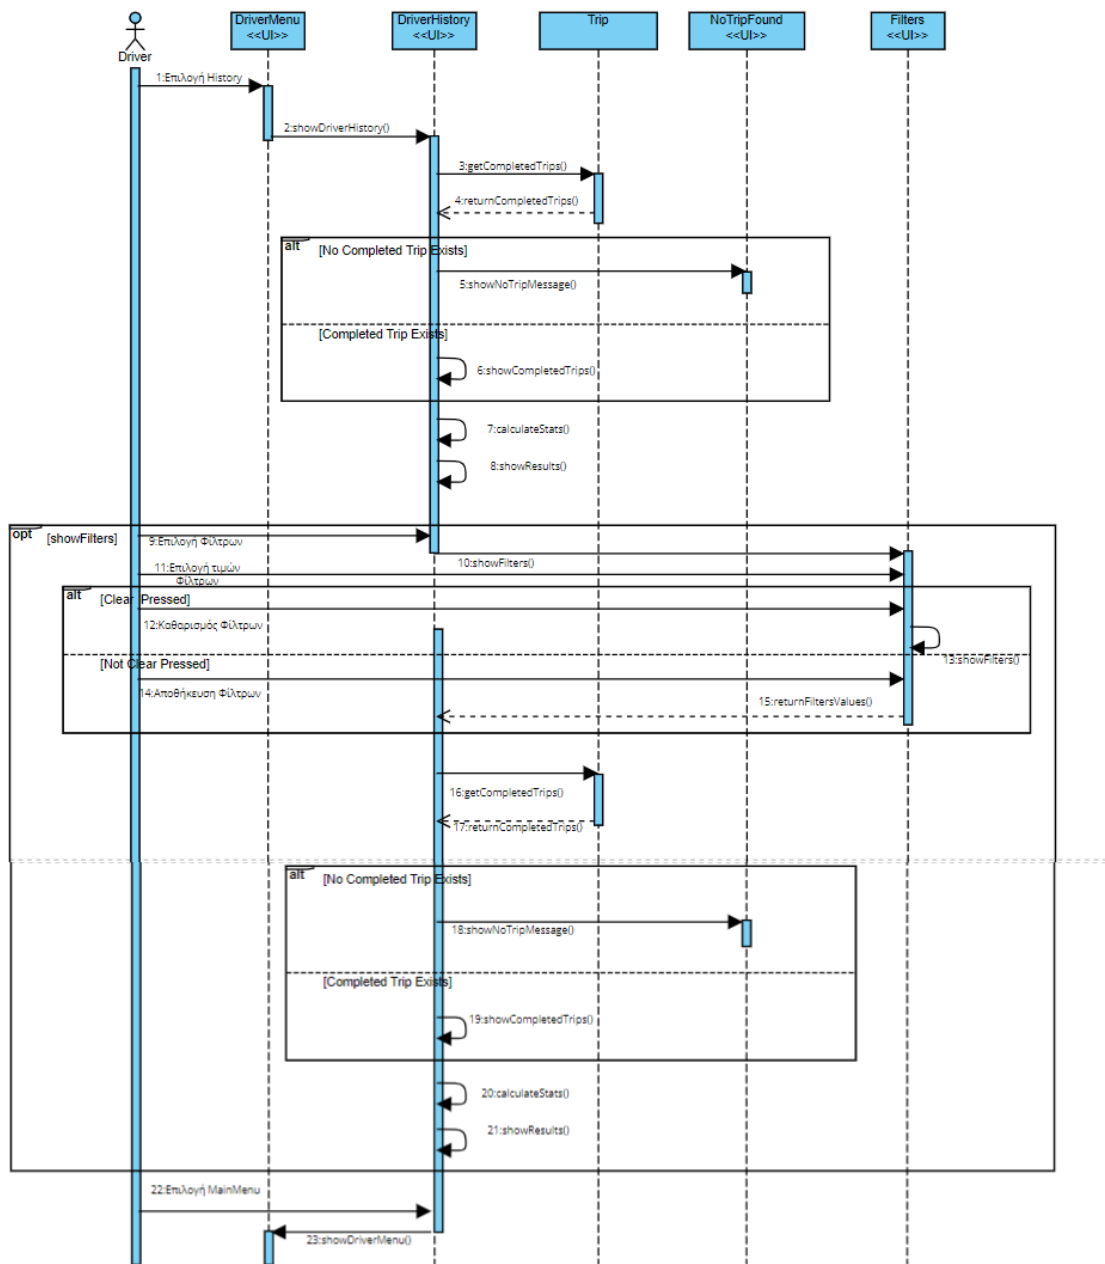 DriverMenu
<<UI>>
DriverHistory
<<UI>>
Trip
NoTripFound
<<UI>>
Filters
<<UI>>
Driver
1:Επιλογή History
2:showDriverHistory()
3:getCompletedTrips()
4:returnCompletedTrips()
alt
[No Completed Trip Exists]
5:showNoTripMessage()
[Completed Trip Exists]
6:showCompletedTrips()
7:calculateStats()
8:showResults()
opt
[showFilters]
9:Επιλογή Φίλτρων
10:showFilters()
11:Επιλογή τιμών
Φίλτρων
alt
[Clear Pressed]
12:Καθαρισμός Φίλτρων
13:showFilters()
[Not Clear Pressed]
14:Αποθήκευση Φίλτρων
15:returnFiltersValues()
16:getCompletedTrips()
17:returnCompletedTrips()
alt
[No Completed Trip Exists]
18:showNoTripMessage()
[Completed Trip Exists]
19:showCompletedTrips()
20:calculateStats()
21:showResults()
22:Επιλογή MainMenu
23:showDriverMenu()